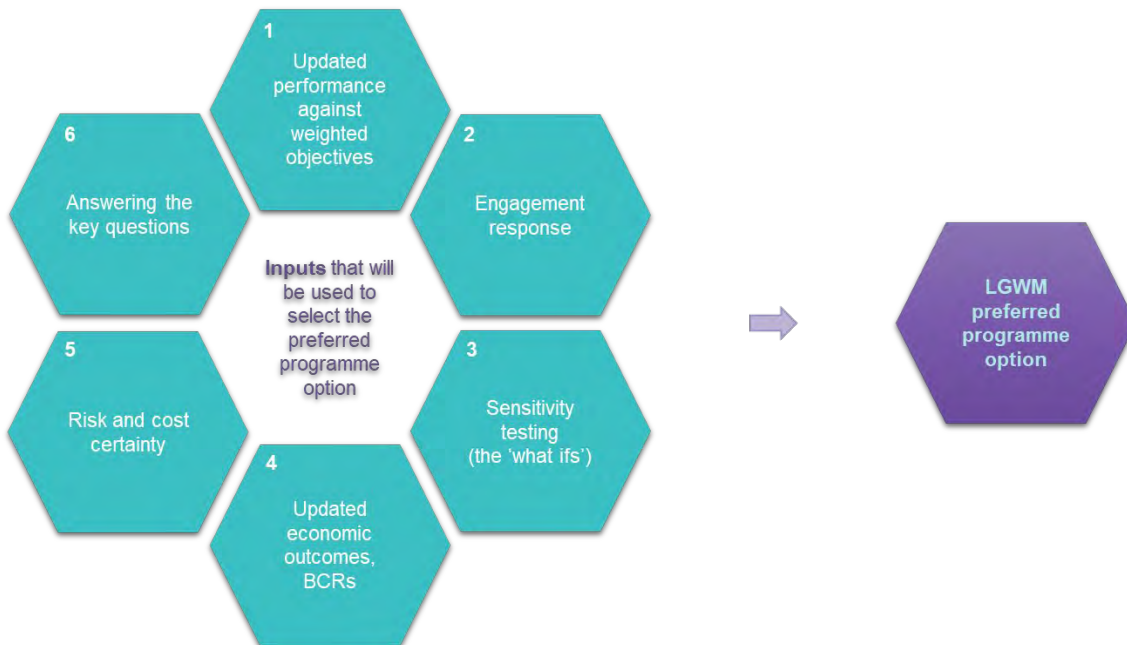 1
Updated
performance
against
weighted
objectives
2
Engagement
response
3
Sensitivity
testing
(the 'what ifs')
4
Updated
economic
outcomes,
BCRs
5
Risk and cost
certainty
6
Answering the
key questions
Inputs that will
be used to
select the
preferred
programme
option
LGWM
preferred
programme
option